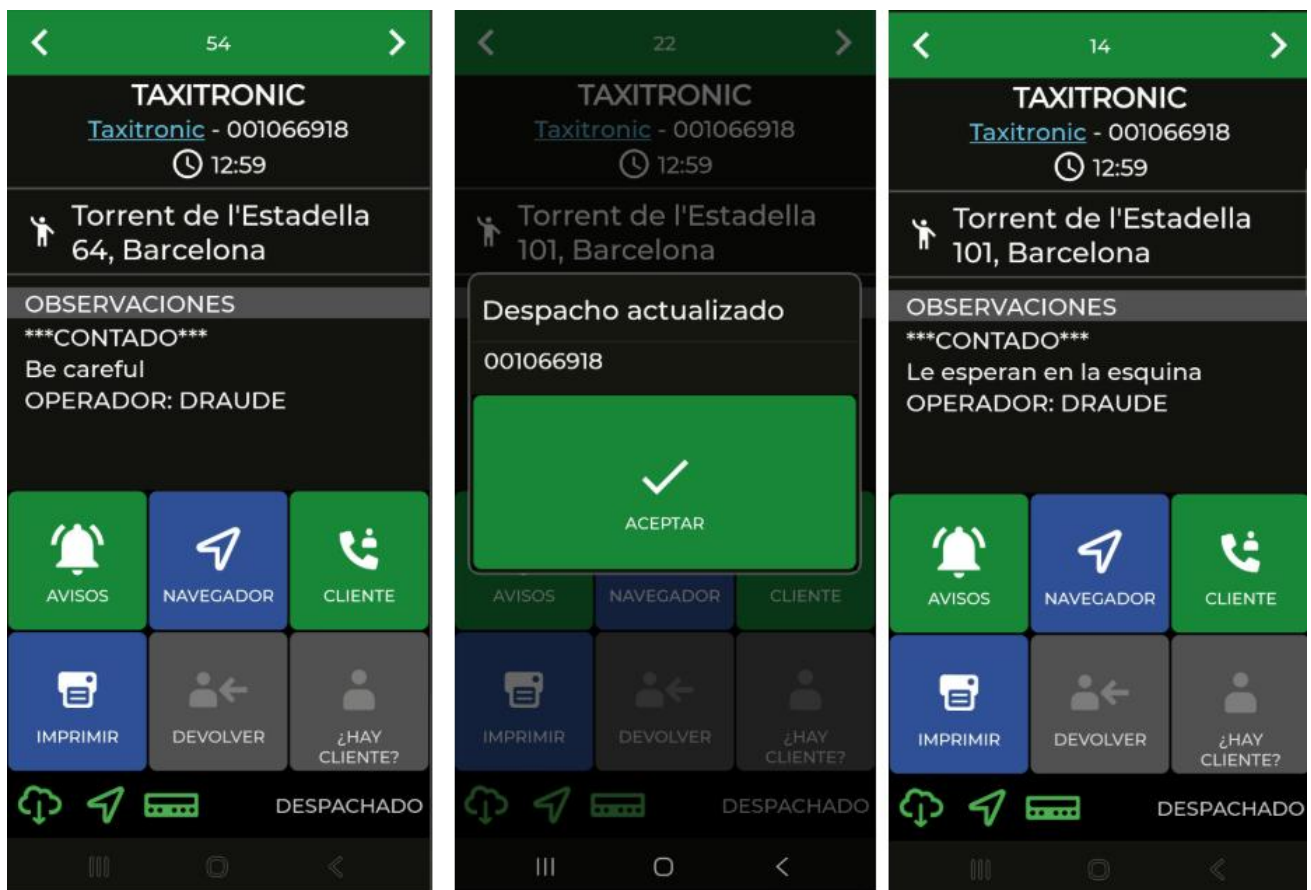 54
TAXITRONIC
Taxitronic - 001066918
12:59
Torrent de l'Estadella
64, Barcelona
OBSERVACIONES
***CONTADO***
Be careful
OPERADOR: DRAUDE
AVISOS
NAVEGADOR
CLIENTE
IMPRIMIR
DEVOLVER
¿HAY
CLIENTE?
DESPACHADO
22
TAXITRONIC
Taxitronic - 001066918
12:59
Torrent de l'Estadella
101, Barcelona
Despacho actualizado
001066918
ACEPTAR
AVISOS
NAVEGADOR
CLIENTE
IMPRIMIR
DEVOLVER
¿HAY
CLIENTE?
DESPACHADO
14
TAXITRONIC
Taxitronic - 001066918
12:59
Torrent de l'Estadella
101, Barcelona
OBSERVACIONES
***CONTADO***
Le esperan en la esquina
OPERADOR: DRAUDE
AVISOS
NAVEGADOR
CLIENTE
IMPRIMIR
DEVOLVER
¿HAY
CLIENTE?
DESPACHADO